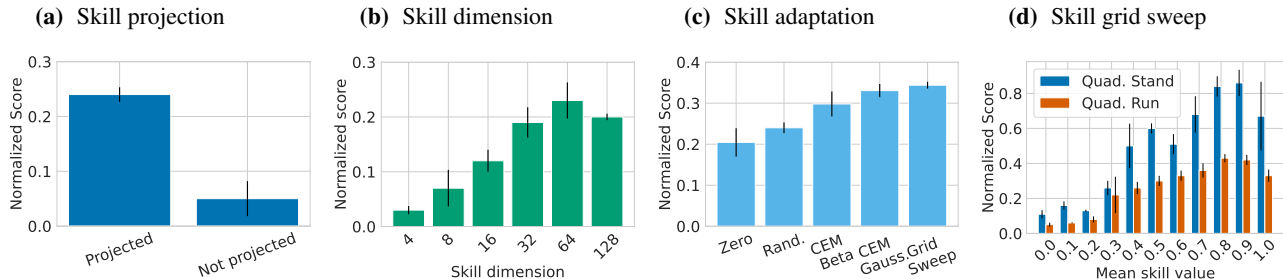 (a) Skill projection
0.3
0.2
0.1
0.0
Normalized Score
Projected
Not projected
(b) Skill dimension
0.3
0.2
0.1
0.0
Normalized Score
4 8 16 32 64 128
Skill dimension
(c) Skill adaptation
0.4
0.3
0.2
0.1
0.0
Normalized Score
Zero
Rand.
CEM
Beta
CEM
Gauss.
Grid
Sweep
(d) Skill grid sweep
0.8
0.6
0.4
0.2
0.0
Normalized Score
Quad. Stand
Quad. Run
0.0 0.1 0.2 0.3 0.4 0.5 0.6 0.7 0.8 0.9 1.0
Mean skill value